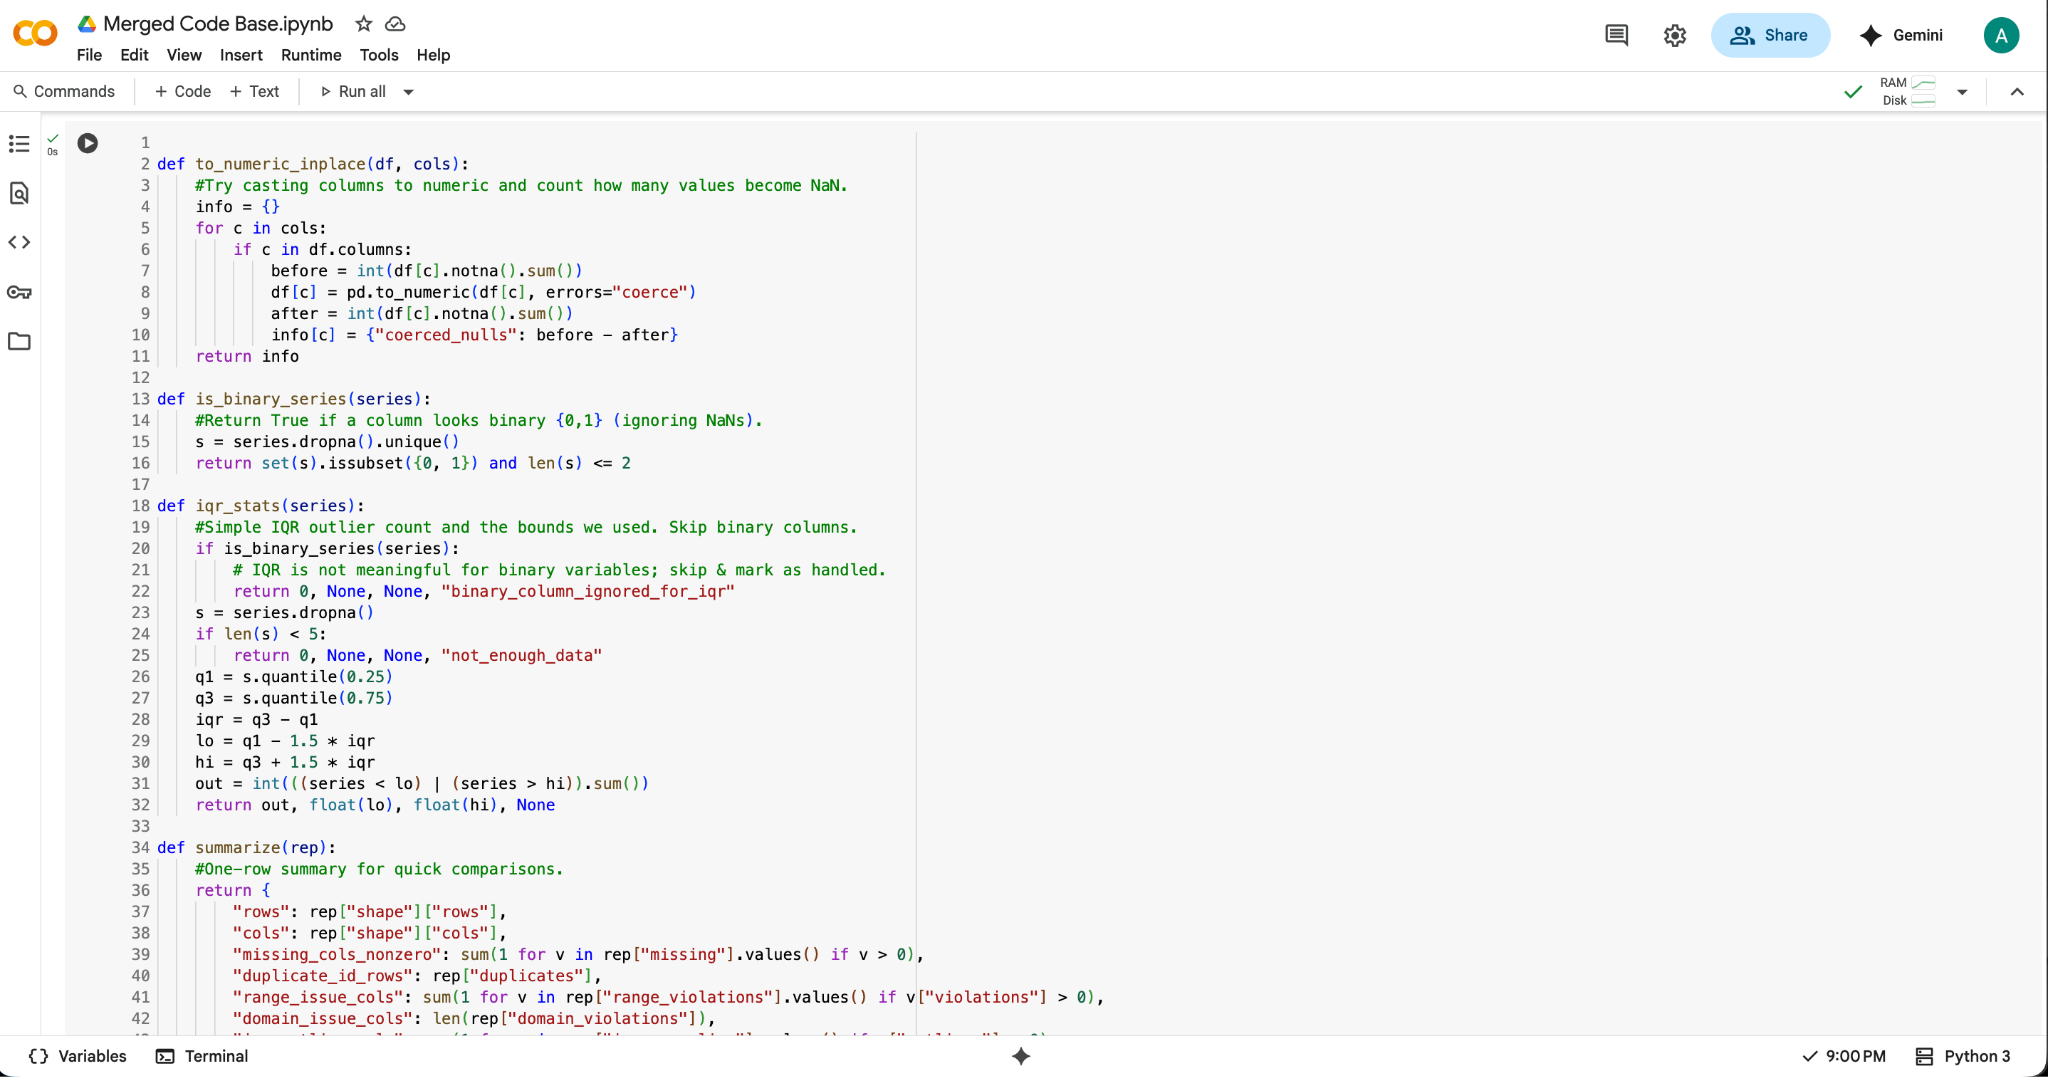 Merged Code Base.ipynb
File Edit View Insert Runtime Tools Help
Share
Gemini
A
Commands
+ Code + Text
Run all
RAM
Disk
0s
1
2 def to_numeric_inplace(df, cols):
3 #Try casting columns to numeric and count how many values become NaN.
4 info = {}
5 for c in cols:
6 if c in df.columns:
7 before = int(df[c].notna().sum())
8 df[c] = pd.to_numeric(df[c], errors="coerce")
9 after = int(df[c].notna().sum())
10 info[c] = {"coerced_nulls": before - after}
11 return info
12
13 def is_binary_series(series):
14 #Return True if a column looks binary {0,1} (ignoring NaNs).
15 s = series.dropna().unique()
16 return set(s).issubset({0, 1}) and len(s) <= 2
17
18 def iqr_stats(series):
19 #Simple IQR outlier count and the bounds we used. Skip binary columns.
20 if is_binary_series(series):
21 # IQR is not meaningful for binary variables; skip & mark as handled.
22 return 0, None, None, "binary_column_ignored_for_iqr"
23 s = series.dropna()
24 if len(s) < 5:
25 return 0, None, None, "not_enough_data"
26 q1 = s.quantile(0.25)
27 q3 = s.quantile(0.75)
28 iqr = q3 - q1
29 lo = q1 - 1.5 * iqr
30 hi = q3 + 1.5 * iqr
31 out = int(((series < lo) | (series > hi)).sum())
32 return out, float(lo), float(hi), None
33
34 def summarize(rep):
35 #One-row summary for quick comparisons.
36 return {
37 "rows": rep["shape"]["rows"],
38 "cols": rep["shape"]["cols"],
39 "missing_cols_nonzero": sum(1 for v in rep["missing"].values() if v > 0),
40 "duplicate_id_rows": rep["duplicates"],
41 "range_issue_cols": sum(1 for v in rep["range_violations"].values() if v["violations"] > 0),
42 "domain_issue_cols": len(rep["domain_violations"]),
{} Variables
Terminal
9:00 PM
Python 3